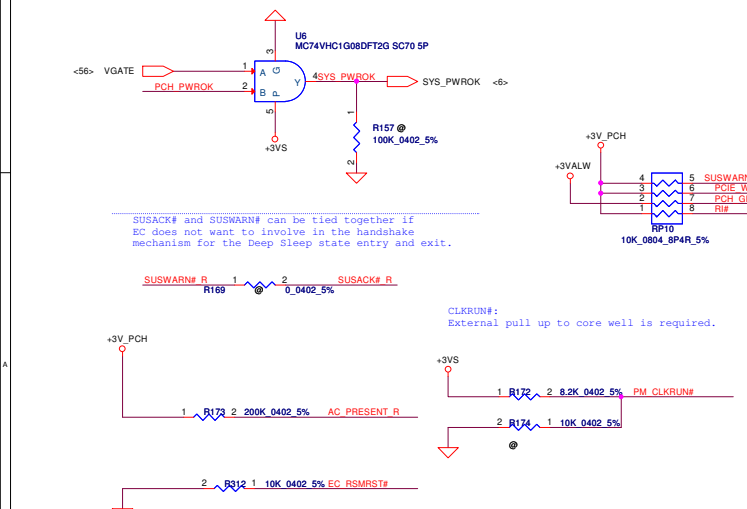 U6
MC74VHC1G08DFT2G SC70 5P
3
G
<56> VGATE 1 A
PCH_PWROK 2 B
P
Y 4 SYS_PWROK SYS_PWROK <6>
5
+3VS
1
R157 @
100K_0402_5%
2
+3V_PCH
+3VALW
4 5 SUSWARN
3 6 PCIE_W
2 7 PCH_G
1 8 RI#
RP10
10K_0804_8P4R_5%
SUSACK# and SUSWARN# can be tied together if
EC does not want to involve in the handshake
mechanism for the Deep Sleep state entry and exit.
SUSWARN#_R 1 2 SUSACK#_R
R169 @ 0_0402_5%
CLKRUN#:
External pull up to core well is required.
+3V_PCH
1 R173 2 200K_0402_5% AC_PRESENT_R
+3VS
1 R172 2 8.2K_0402_5% PM_CLKRUN#
2 R174 1 10K_0402_5%
@
2 R312 1 10K_0402_5% EC_RSMRST#
A